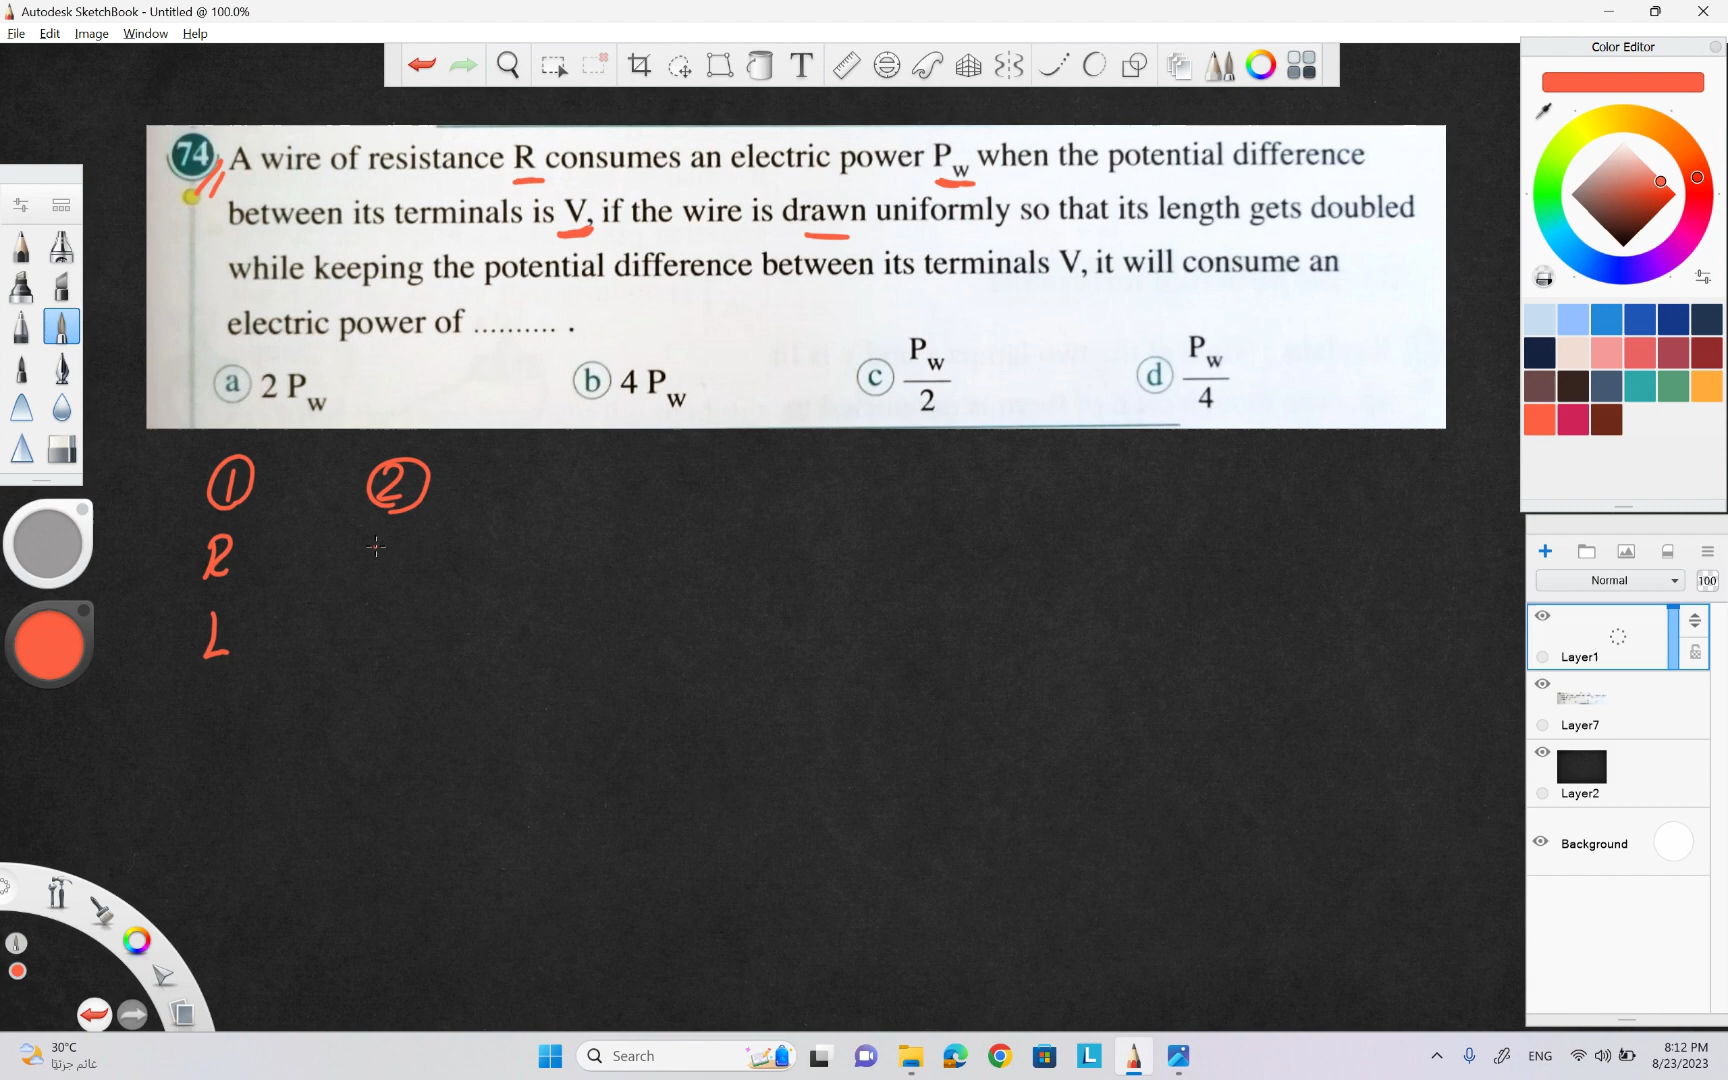 Autodesk SketchBook - Untitled @ 100.0%
File Edit Image Window Help
T
Color Editor
74 A wire of resistance R consumes an electric power Pw when the potential difference
between its terminals is V, if the wire is drawn uniformly so that its length gets doubled
while keeping the potential difference between its terminals V, it will consume an
electric power of .......... .
a 2 Pw b 4 Pw c Pw/2 d Pw/4
1 2
R
L
Normal 100
Layer1
Layer7
Layer2
Background
30°C
غائم جزئيًا
Search
L
ENG
8:12 PM
8/23/2023